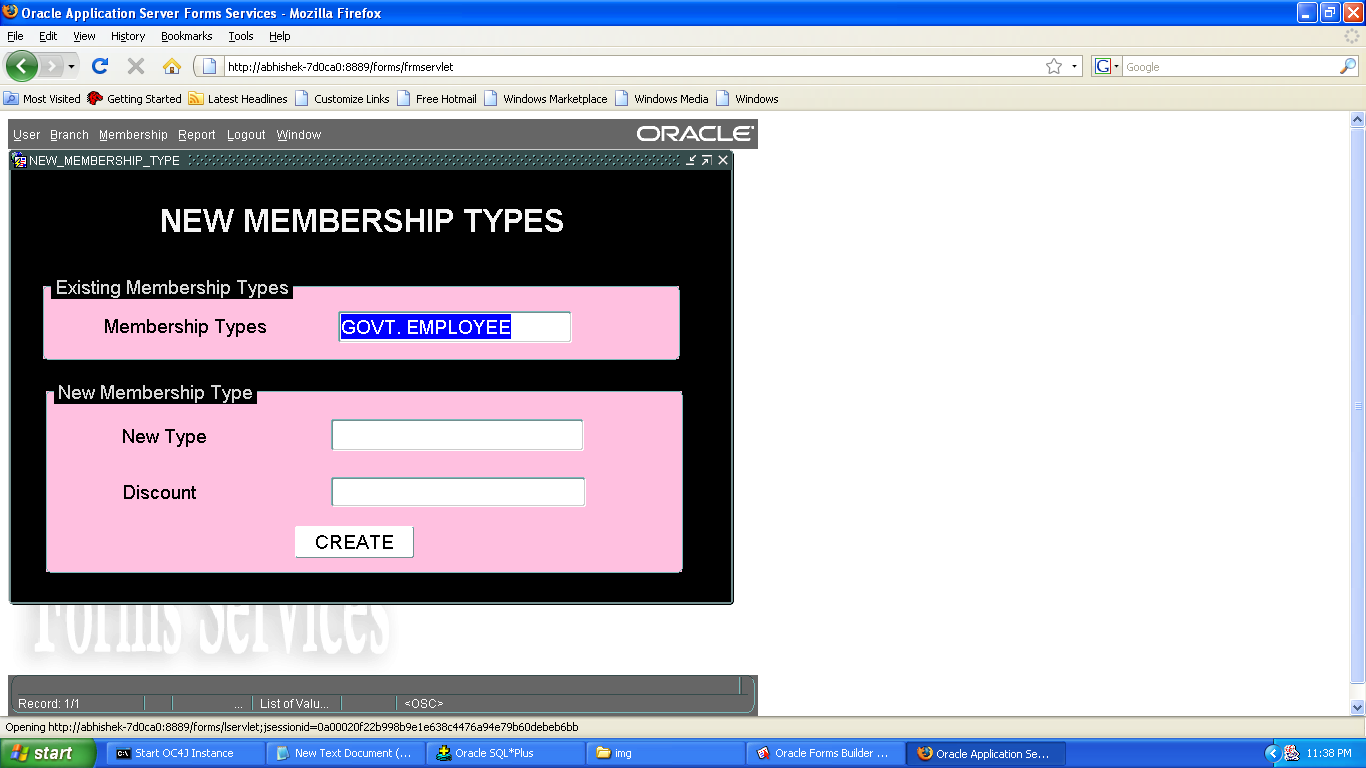 Oracle Application Server Forms Services - Mozilla Firefox
File Edit View History Bookmarks Tools Help
http://abhishek-7d0ca0:8889/forms/frmservlet
G Google
Most Visited Getting Started Latest Headlines Customize Links Free Hotmail Windows Marketplace Windows Media Windows
User Branch Membership Report Logout Window ORACLE
NEW_MEMBERSHIP_TYPE
NEW MEMBERSHIP TYPES
Existing Membership Types
Membership Types GOVT. EMPLOYEE
New Membership Type
New Type
Discount
CREATE
Forms Services
Record: 1/1 ... List of Valu... <OSC>
Opening http://abhishek-7d0ca0:8889/forms/lservlet;jsessionid=0a00020f22b998b9e1e638c4476a94e79b60debeb6bb
start Start OC4J Instance New Text Document (... Oracle SQL*Plus img Oracle Forms Builder ... Oracle Application Se... 11:38 PM